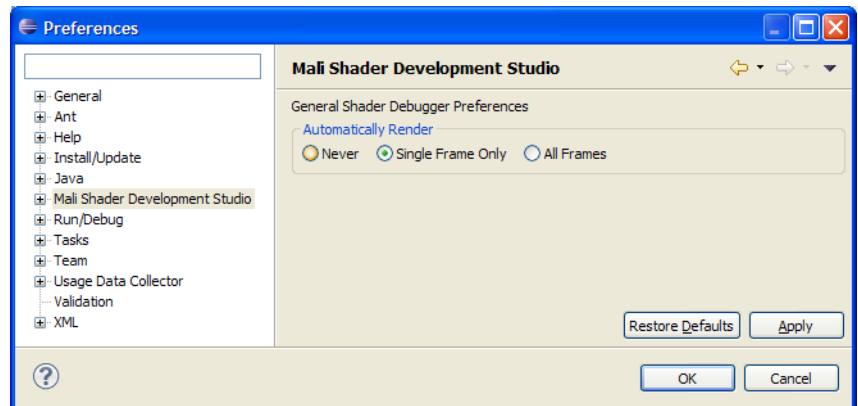 Preferences
Mali Shader Development Studio
General
Ant
Help
Install/Update
Java
Mali Shader Development Studio
Run/Debug
Tasks
Team
Usage Data Collector
Validation
XML
General Shader Debugger Preferences
Automatically Render
Never Single Frame Only All Frames
Restore Defaults Apply
?
OK Cancel